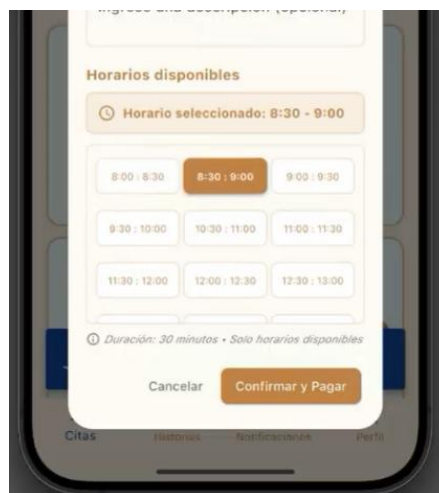 Horarios disponibles
Horario seleccionado: 8:30 - 9:00
8:00 : 8:30
8:30 : 9:00
9:00 : 9:30
9:30 : 10:00
10:30 : 11:00
11:00 : 11:30
11:30 : 12:00
12:00 : 12:30
12:30 : 13:00
Duración: 30 minutos • Solo horarios disponibles
Cancelar
Confirmar y Pagar
Citas
Historias
Notificaciones
Perfil